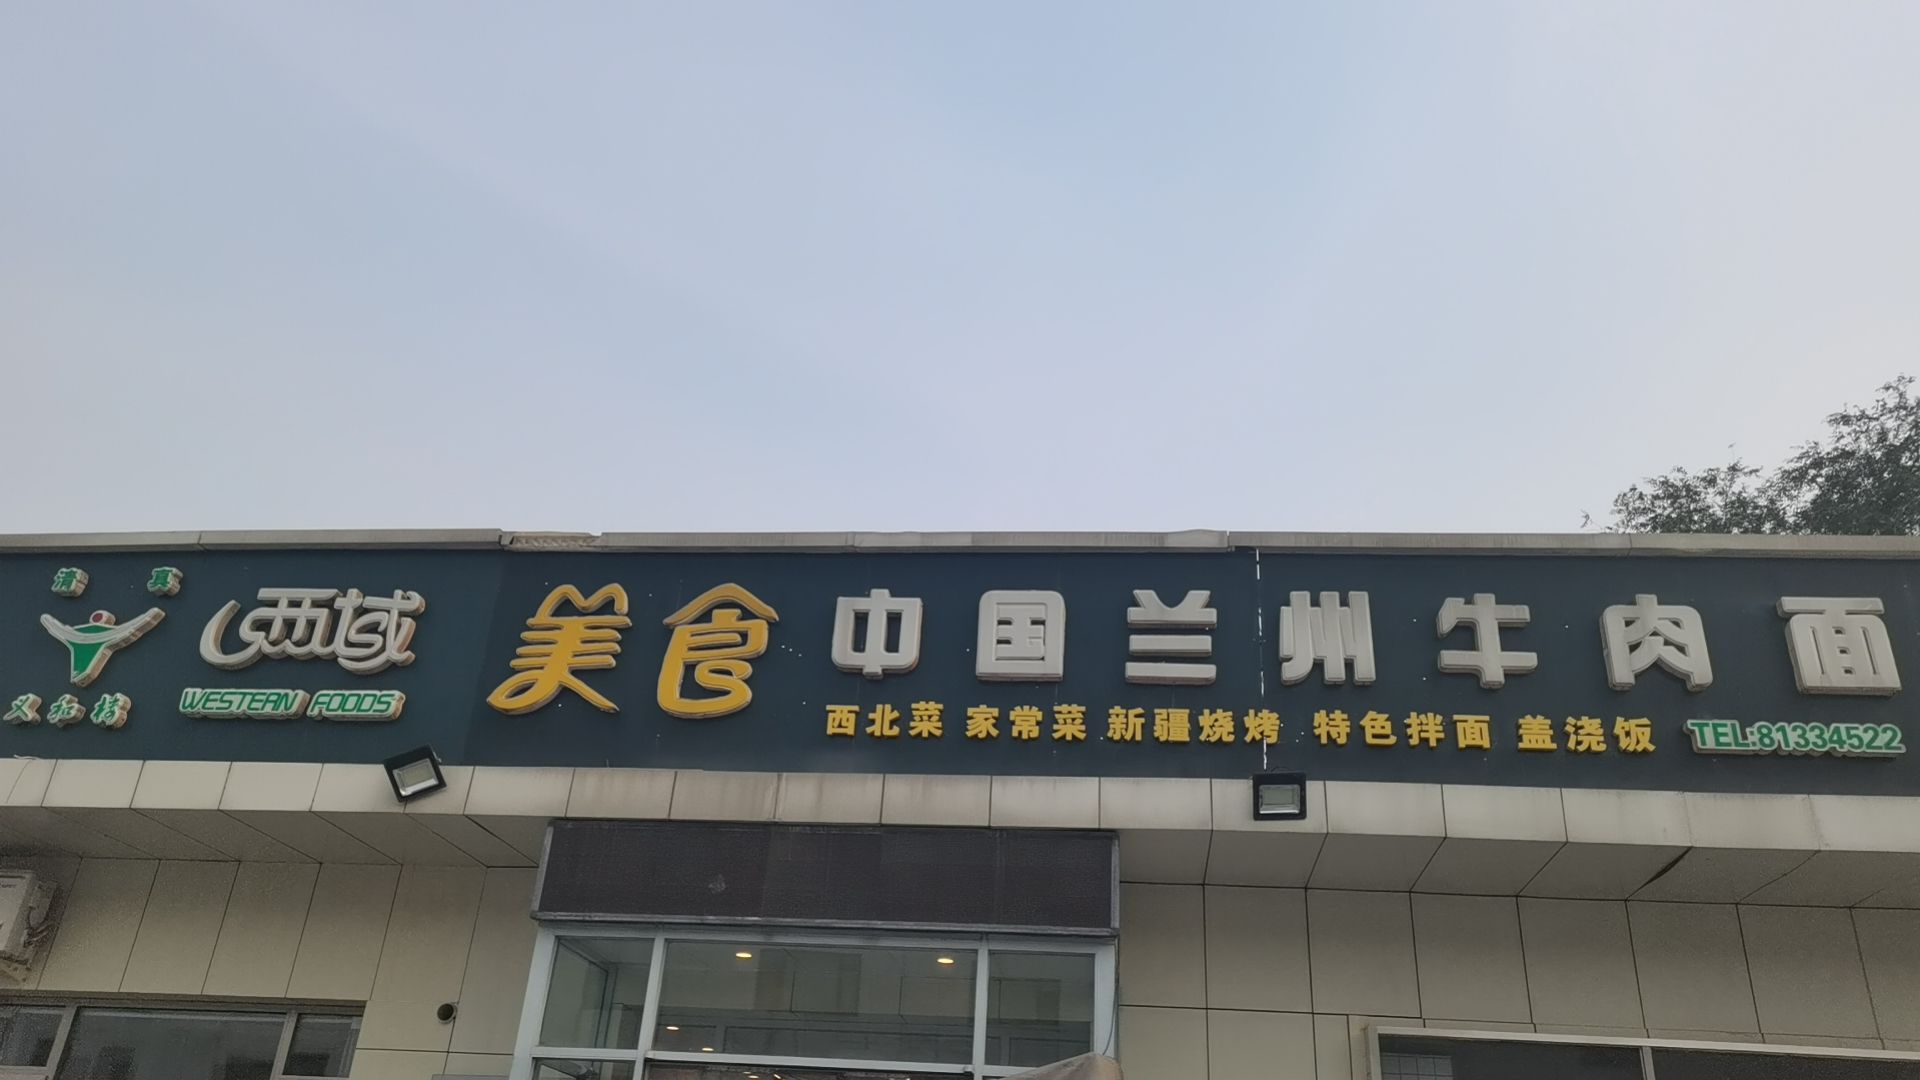 清真
义和楼
西域
WESTERN FOODS
美食
中国兰州牛肉面
西北菜 家常菜 新疆烧烤 特色拌面 盖浇饭
TEL:81334522